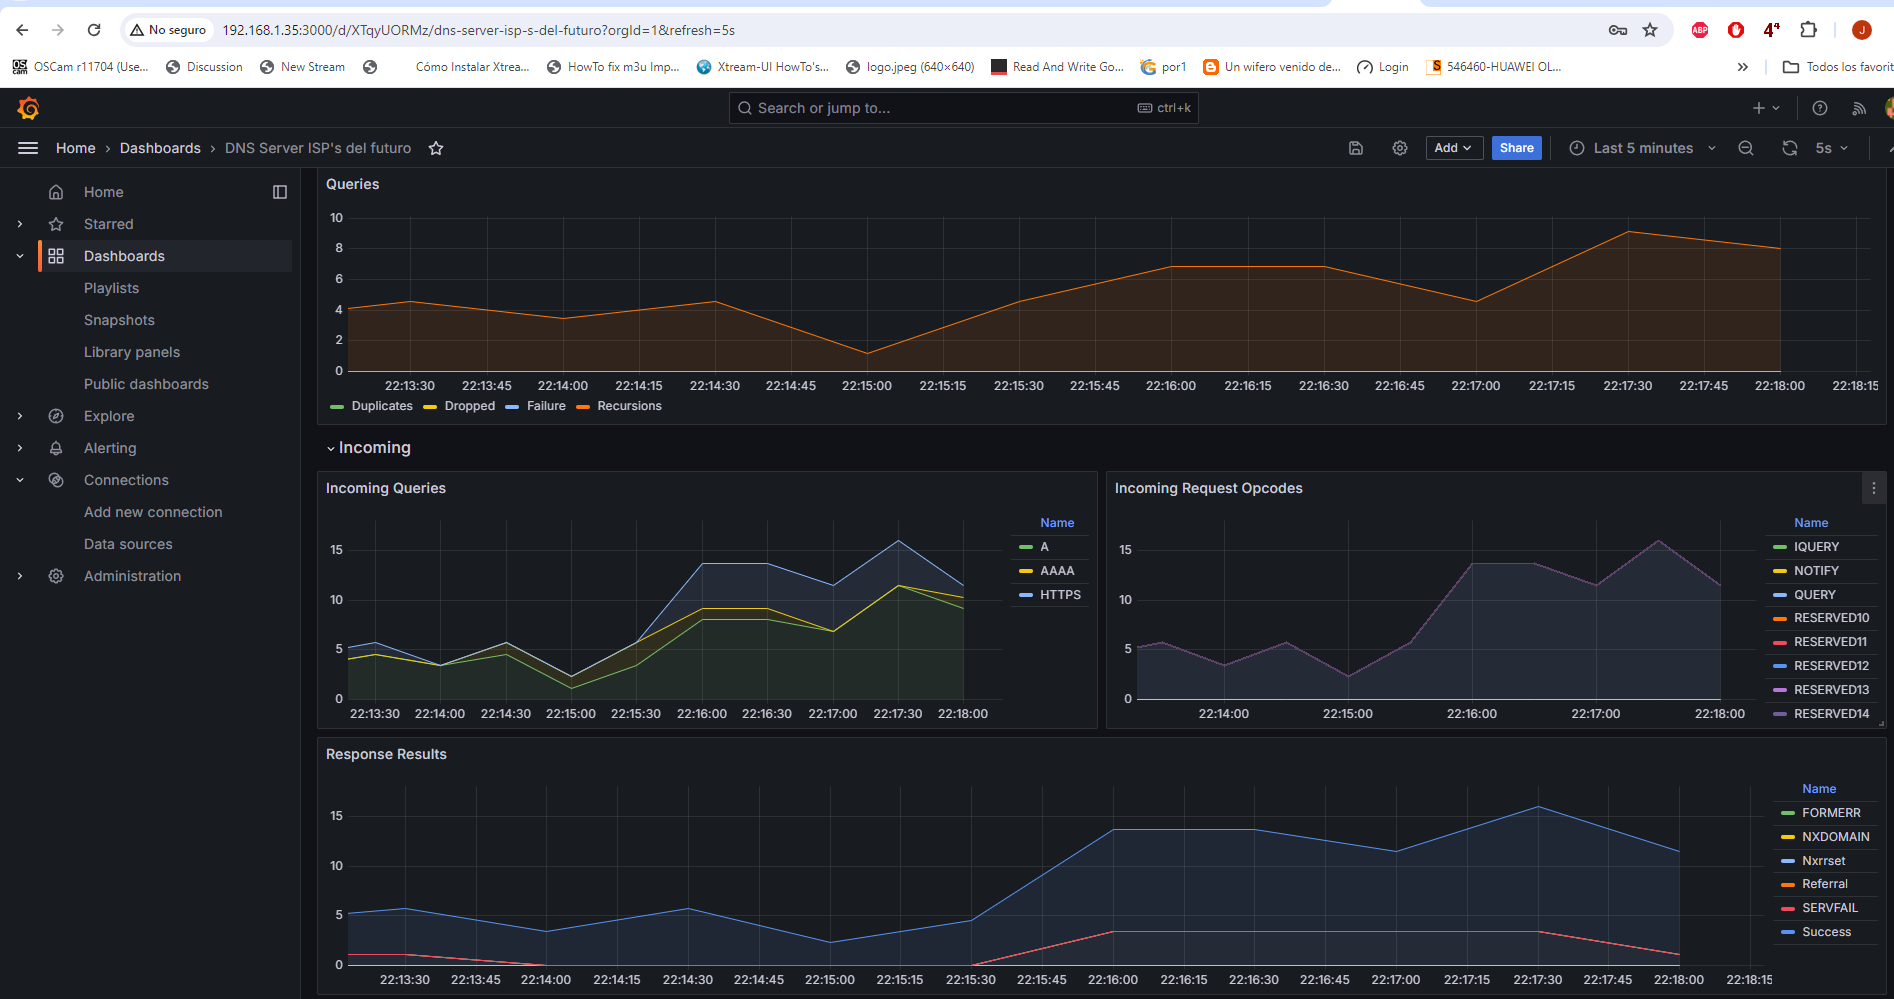 No seguro 192.168.1.35:3000/d/XTqyUORMz/dns-server-isp-s-del-futuro?orgId=1&refresh=5s ABP 4⁴ J
OSCam r11704 (Use... Discussion New Stream Cómo Instalar Xtrea... HowTo fix m3u Imp... Xtream-UI HowTo's... logo.jpeg (640×640) Read And Write Go... por1 Un wifero venido de... Login 546460-HUAWEI OL... Todos los favorit
Search or jump to... ctrl+k
Home Dashboards DNS Server ISP's del futuro Add Share Last 5 minutes 5s
Home
Starred
Dashboards
Playlists
Snapshots
Library panels
Public dashboards
Explore
Alerting
Connections
Add new connection
Data sources
Administration
Queries
10
8
6
4
2
0
22:13:30 22:13:45 22:14:00 22:14:15 22:14:30 22:14:45 22:15:00 22:15:15 22:15:30 22:15:45 22:16:00 22:16:15 22:16:30 22:16:45 22:17:00 22:17:15 22:17:30 22:17:45 22:18:00 22:18:15
Duplicates Dropped Failure Recursions
Incoming
Incoming Queries
15
10
5
0
22:13:30 22:14:00 22:14:30 22:15:00 22:15:30 22:16:00 22:16:30 22:17:00 22:17:30 22:18:00
Name
A
AAAA
HTTPS
Incoming Request Opcodes
15
10
5
0
22:14:00 22:15:00 22:16:00 22:17:00 22:18:00
Name
IQUERY
NOTIFY
QUERY
RESERVED10
RESERVED11
RESERVED12
RESERVED13
RESERVED14
Response Results
15
10
5
0
22:13:30 22:13:45 22:14:00 22:14:15 22:14:30 22:14:45 22:15:00 22:15:15 22:15:30 22:15:45 22:16:00 22:16:15 22:16:30 22:16:45 22:17:00 22:17:15 22:17:30 22:17:45 22:18:00 22:18:15
Name
FORMERR
NXDOMAIN
Nxrrset
Referral
SERVFAIL
Success